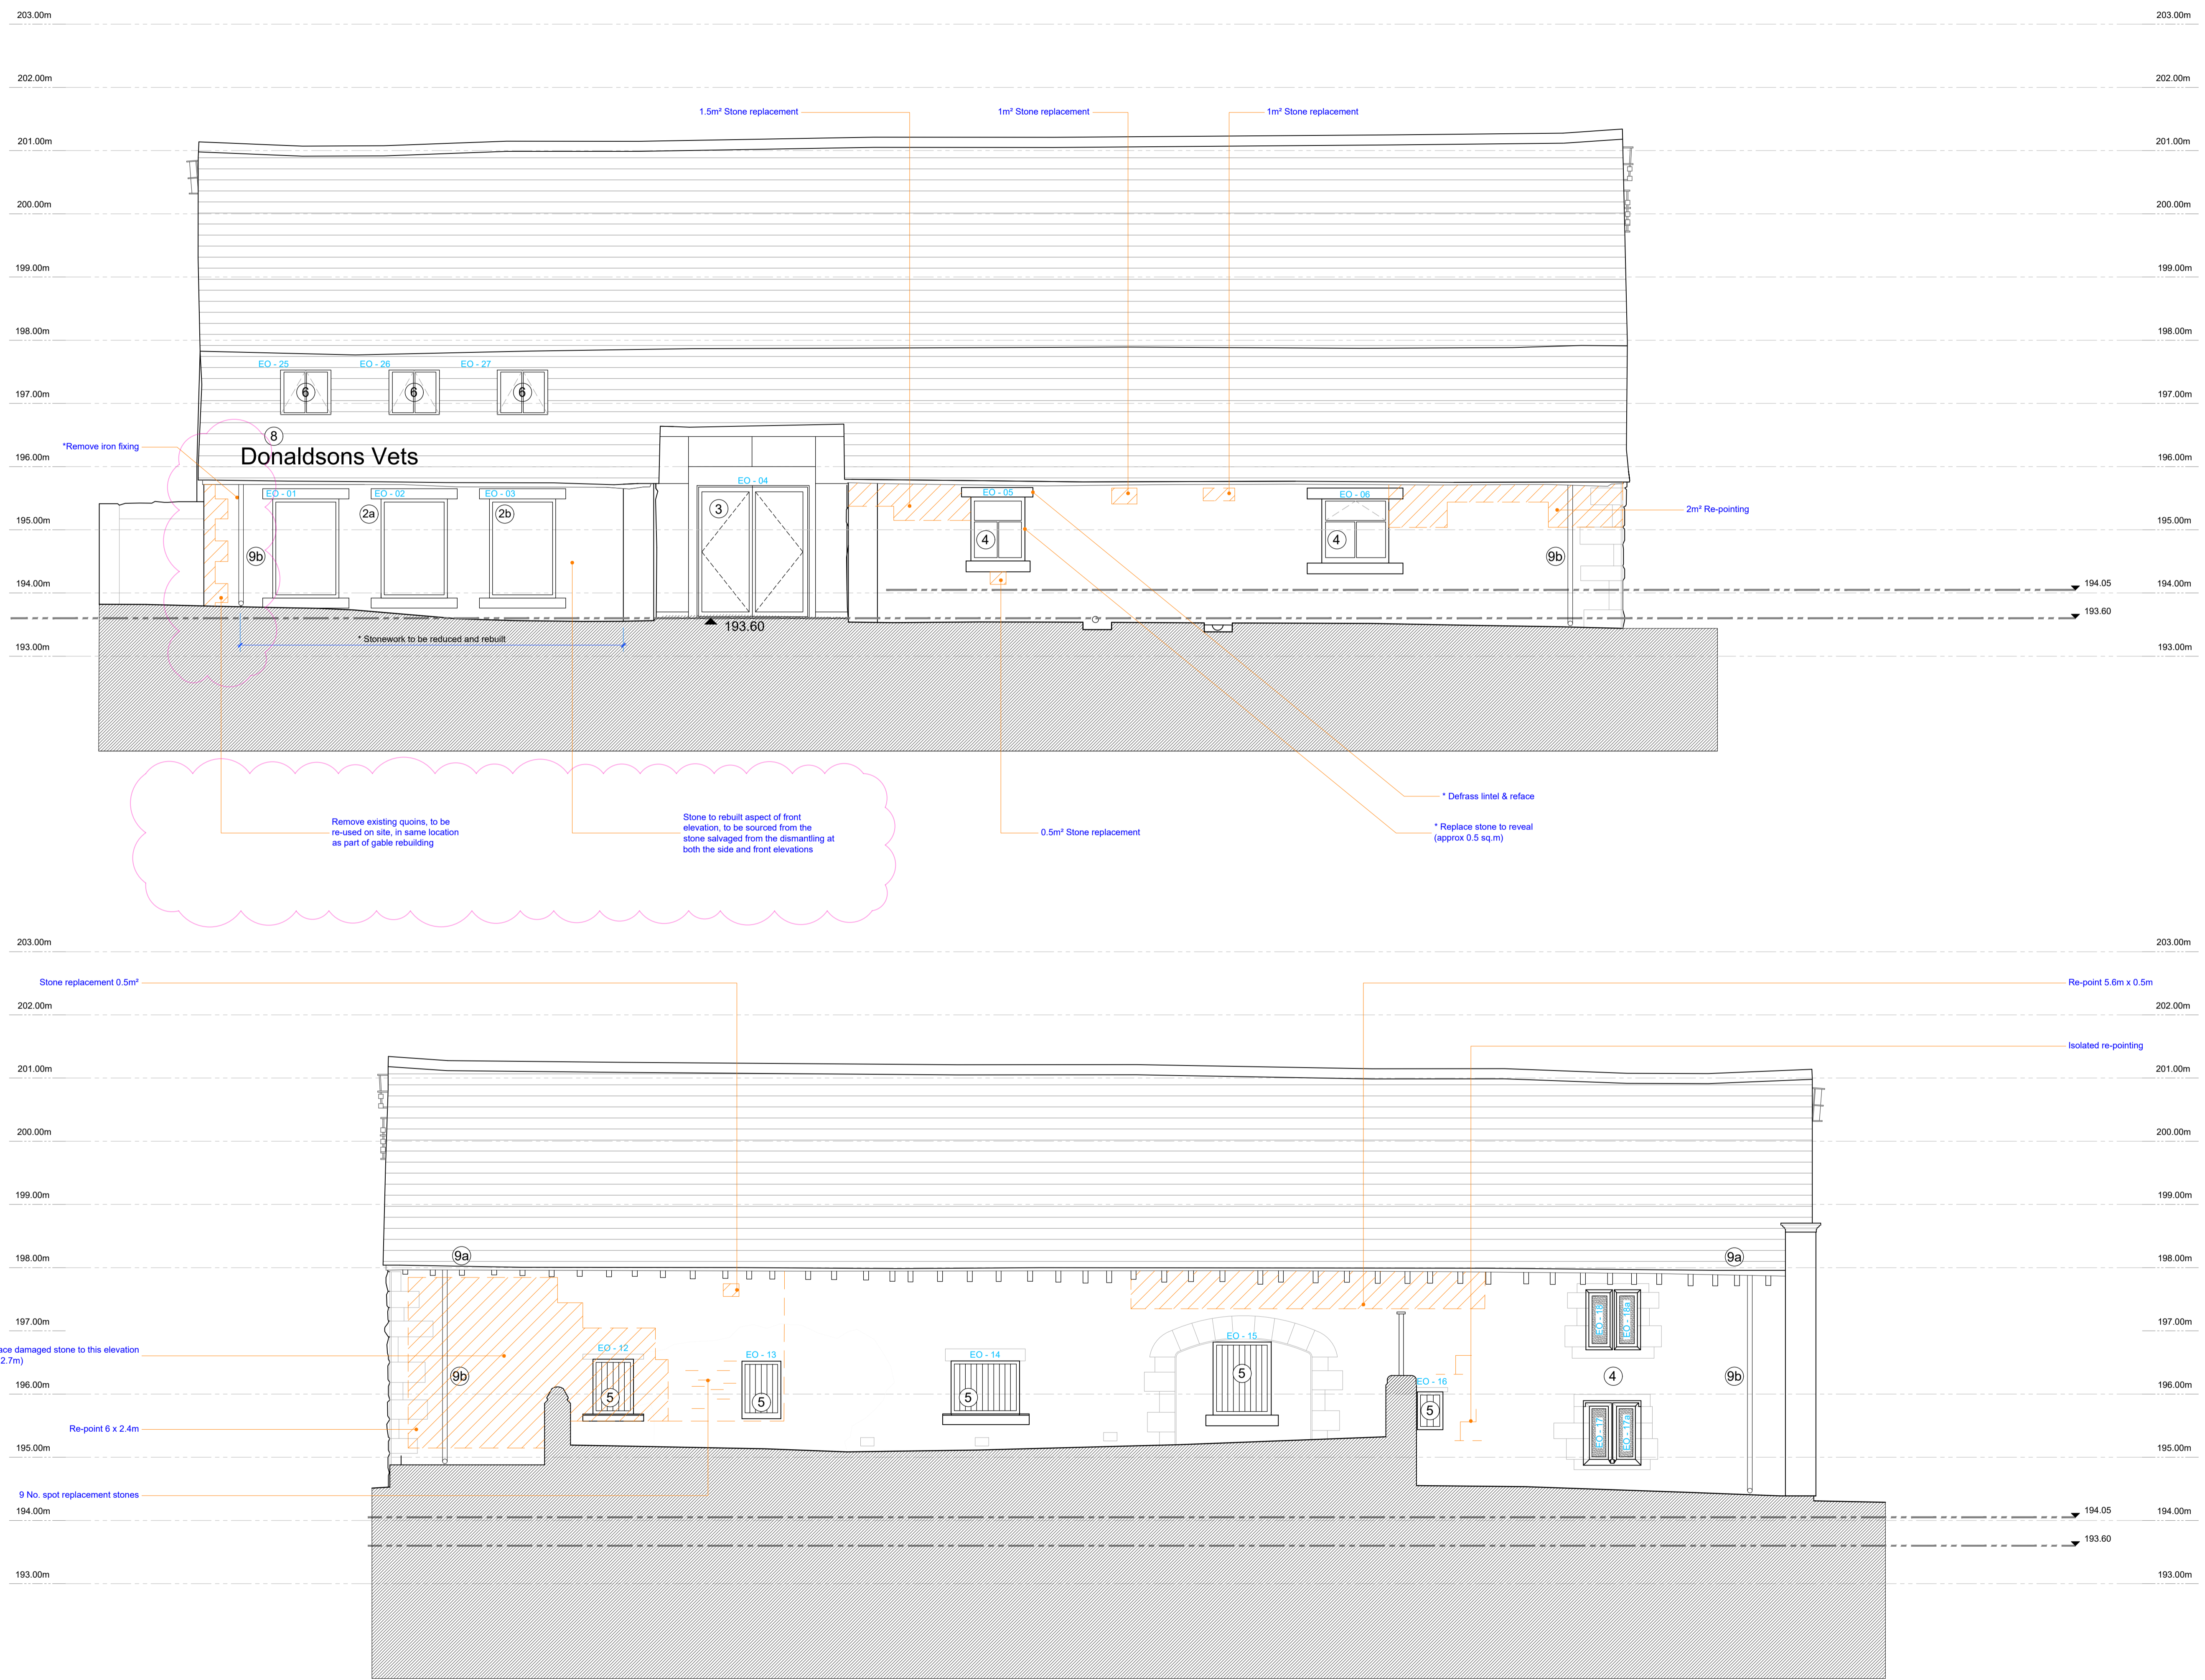 203.00m 203.00m
202.00m 202.00m
1.5m² Stone replacement 1m² Stone replacement 1m² Stone replacement
201.00m 201.00m
200.00m 200.00m
199.00m 199.00m
198.00m 198.00m
EO - 25 EO - 26 EO - 27
6 6 6
197.00m 197.00m
8
*Remove iron fixing
Donaldsons Vets
196.00m 196.00m
EO - 01 EO - 02 EO - 03 EO - 04 EO - 05 EO - 06
2a 2b 3
2m² Re-pointing
195.00m 195.00m
9b 4 4 9b
194.00m 194.05 194.00m
193.60
193.60
* Stonework to be reduced and rebuilt
193.00m 193.00m
* Defrass lintel & reface
Remove existing quoins, to be
re-used on site, in same location
as part of gable rebuilding
Stone to rebuilt aspect of front
elevation, to be sourced from the
stone salvaged from the dismantling at
both the side and front elevations
0.5m² Stone replacement
* Replace stone to reveal
(approx 0.5 sq.m)
203.00m 203.00m
Stone replacement 0.5m² Re-point 5.6m x 0.5m
202.00m 202.00m
Isolated re-pointing
201.00m 201.00m
200.00m 200.00m
199.00m 199.00m
198.00m 9a 9a 198.00m
197.00m EO - 18 EO - 18a 197.00m
EO - 12 EO - 13 EO - 14 EO - 15
ace damaged stone to this elevation
2.7m)
9b 5 4 9b
EO - 16
196.00m 196.00m
5 5 5 5
Re-point 6 x 2.4m
EO - 17 EO - 17a
195.00m 195.00m
9 No. spot replacement stones
194.00m 194.05 194.00m
193.60
193.00m 193.00m